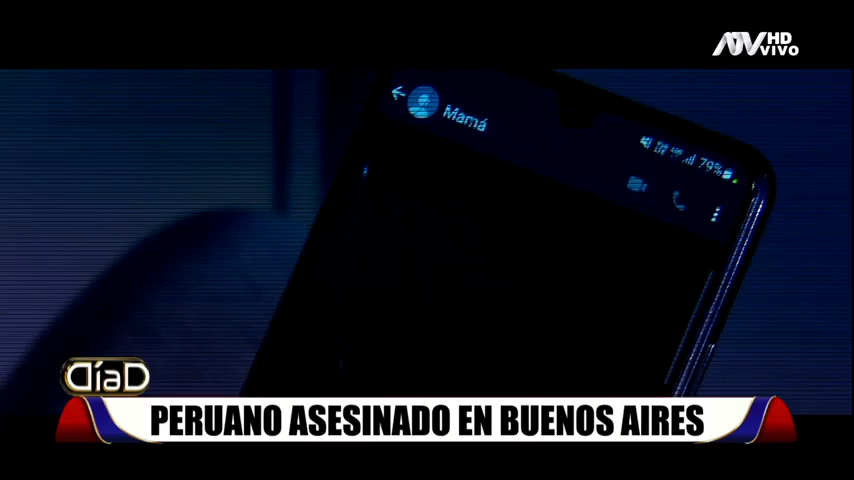 ATV HD
VIVO
Mamá
79%
DíaD
PERUANO ASESINADO EN BUENOS AIRES